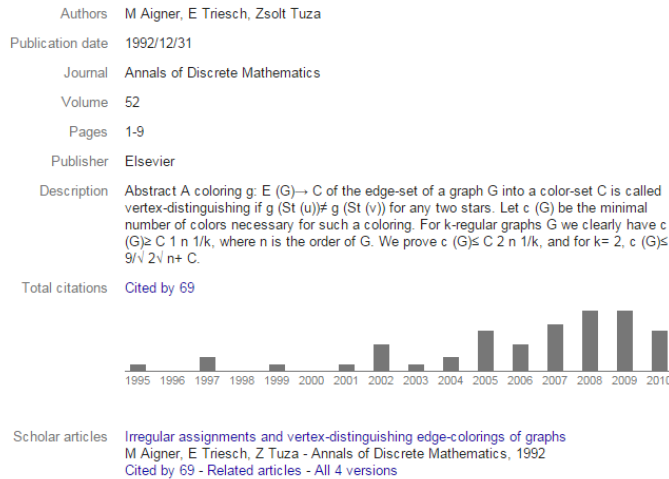 Authors M Aigner, E Triesch, Zsolt Tuza
Publication date 1992/12/31
Journal Annals of Discrete Mathematics
Volume 52
Pages 1-9
Publisher Elsevier
Description Abstract A coloring g: E (G)→ C of the edge-set of a graph G into a color-set C is called
vertex-distinguishing if g (St (u))≠ g (St (v)) for any two stars. Let c (G) be the minimal
number of colors necessary for such a coloring. For k-regular graphs G we clearly have c
(G)≥ C 1 n 1/k, where n is the order of G. We prove c (G)≤ C 2 n 1/k, and for k= 2, c (G)≤
9/√ 2√ n+ C.
Total citations Cited by 69
1995 1996 1997 1998 1999 2000 2001 2002 2003 2004 2005 2006 2007 2008 2009 2010
Scholar articles Irregular assignments and vertex-distinguishing edge-colorings of graphs
M Aigner, E Triesch, Z Tuza - Annals of Discrete Mathematics, 1992
Cited by 69 - Related articles - All 4 versions